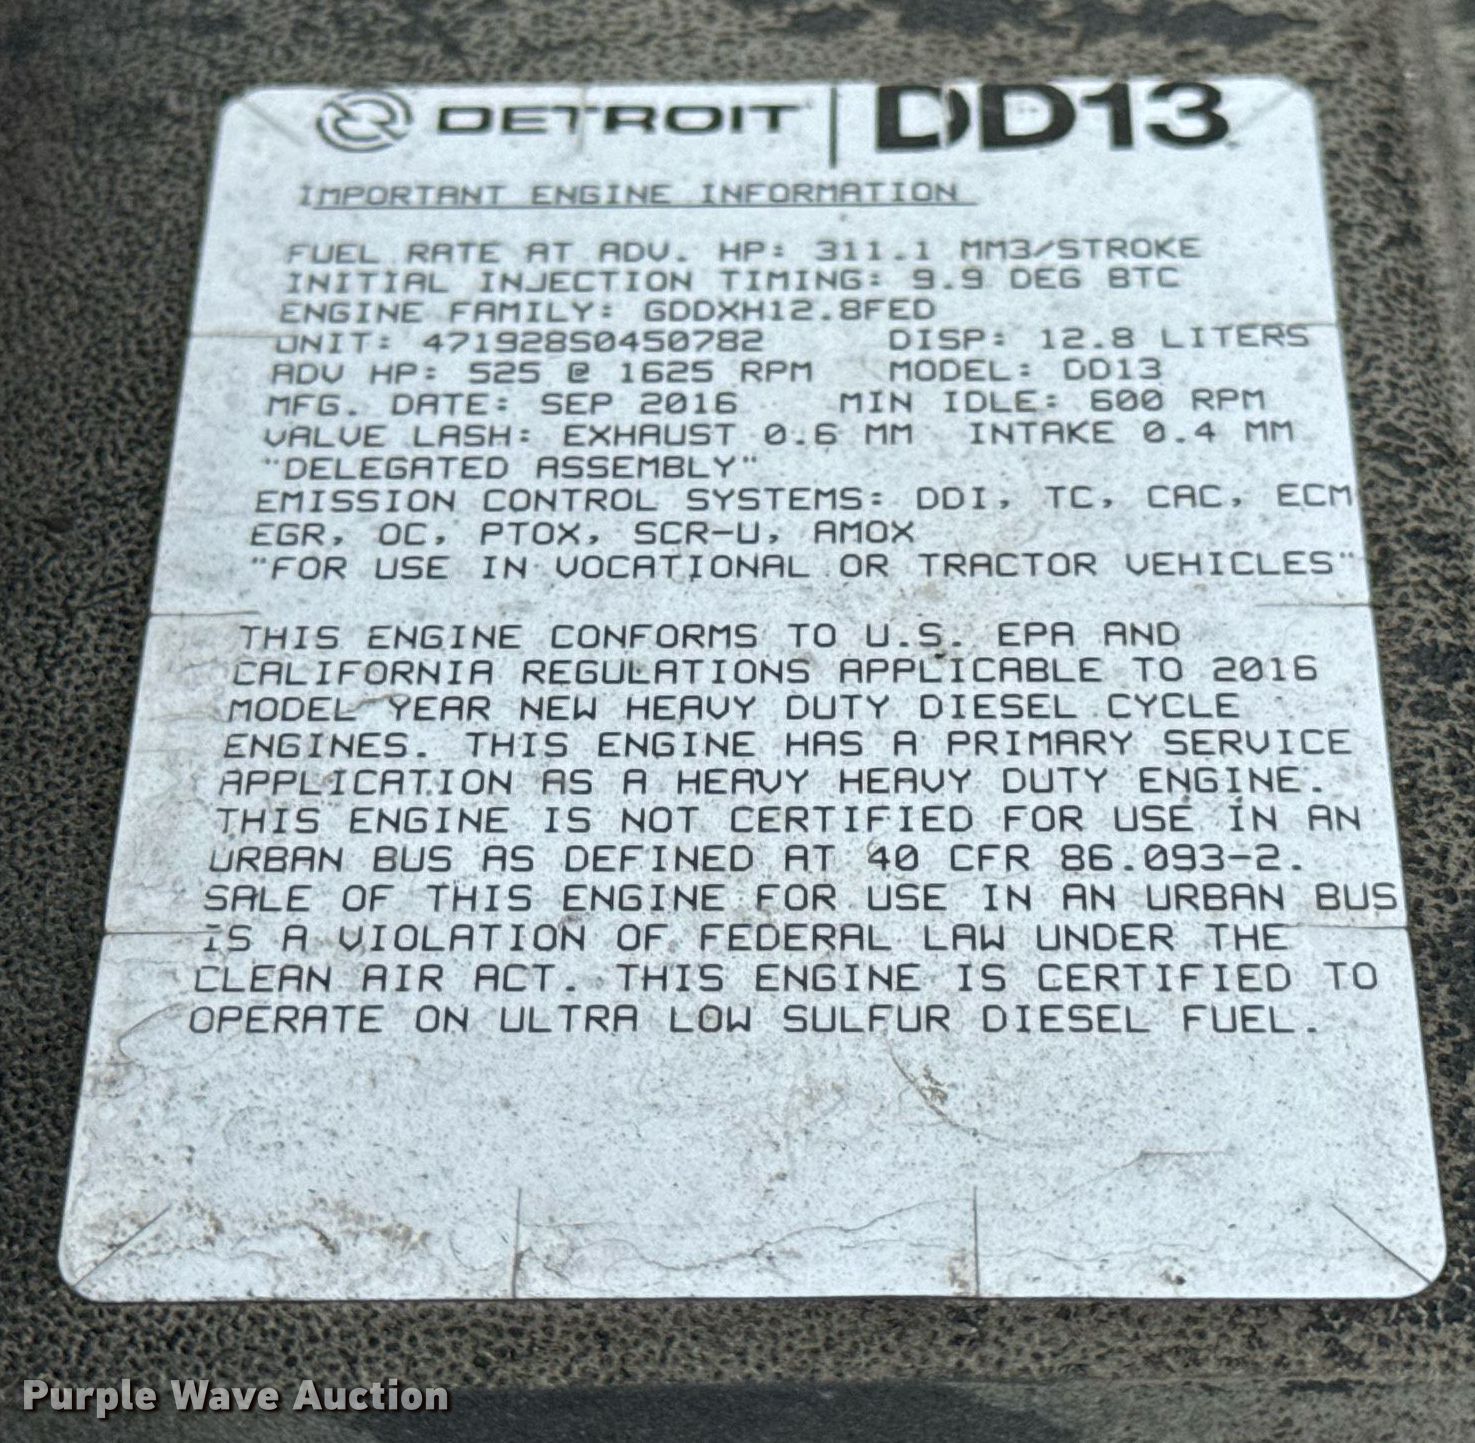 DETROIT | DD13
IMPORTANT ENGINE INFORMATION
FUEL RATE AT ADV. HP: 311.1 MM3/STROKE
INITIAL INJECTION TIMING: 9.9 DEG BTC
ENGINE FAMILY: GDDXH12.8FED
UNIT: 471928S0450782 DISP: 12.8 LITERS
ADV HP: 525 @ 1625 RPM MODEL: DD13
MFG. DATE: SEP 2016 MIN IDLE: 600 RPM
VALVE LASH: EXHAUST 0.6 MM INTAKE 0.4 MM
"DELEGATED ASSEMBLY"
EMISSION CONTROL SYSTEMS: DDI, TC, CAC, ECM
EGR, OC, PTOX, SCR-U, AMOX
"FOR USE IN VOCATIONAL OR TRACTOR VEHICLES"
THIS ENGINE CONFORMS TO U.S. EPA AND
CALIFORNIA REGULATIONS APPLICABLE TO 2016
MODEL YEAR NEW HEAVY DUTY DIESEL CYCLE
ENGINES. THIS ENGINE HAS A PRIMARY SERVICE
APPLICATION AS A HEAVY HEAVY DUTY ENGINE.
THIS ENGINE IS NOT CERTIFIED FOR USE IN AN
URBAN BUS AS DEFINED AT 40 CFR 86.093-2.
SALE OF THIS ENGINE FOR USE IN AN URBAN BUS
IS A VIOLATION OF FEDERAL LAW UNDER THE
CLEAN AIR ACT. THIS ENGINE IS CERTIFIED TO
OPERATE ON ULTRA LOW SULFUR DIESEL FUEL.
Purple Wave Auction